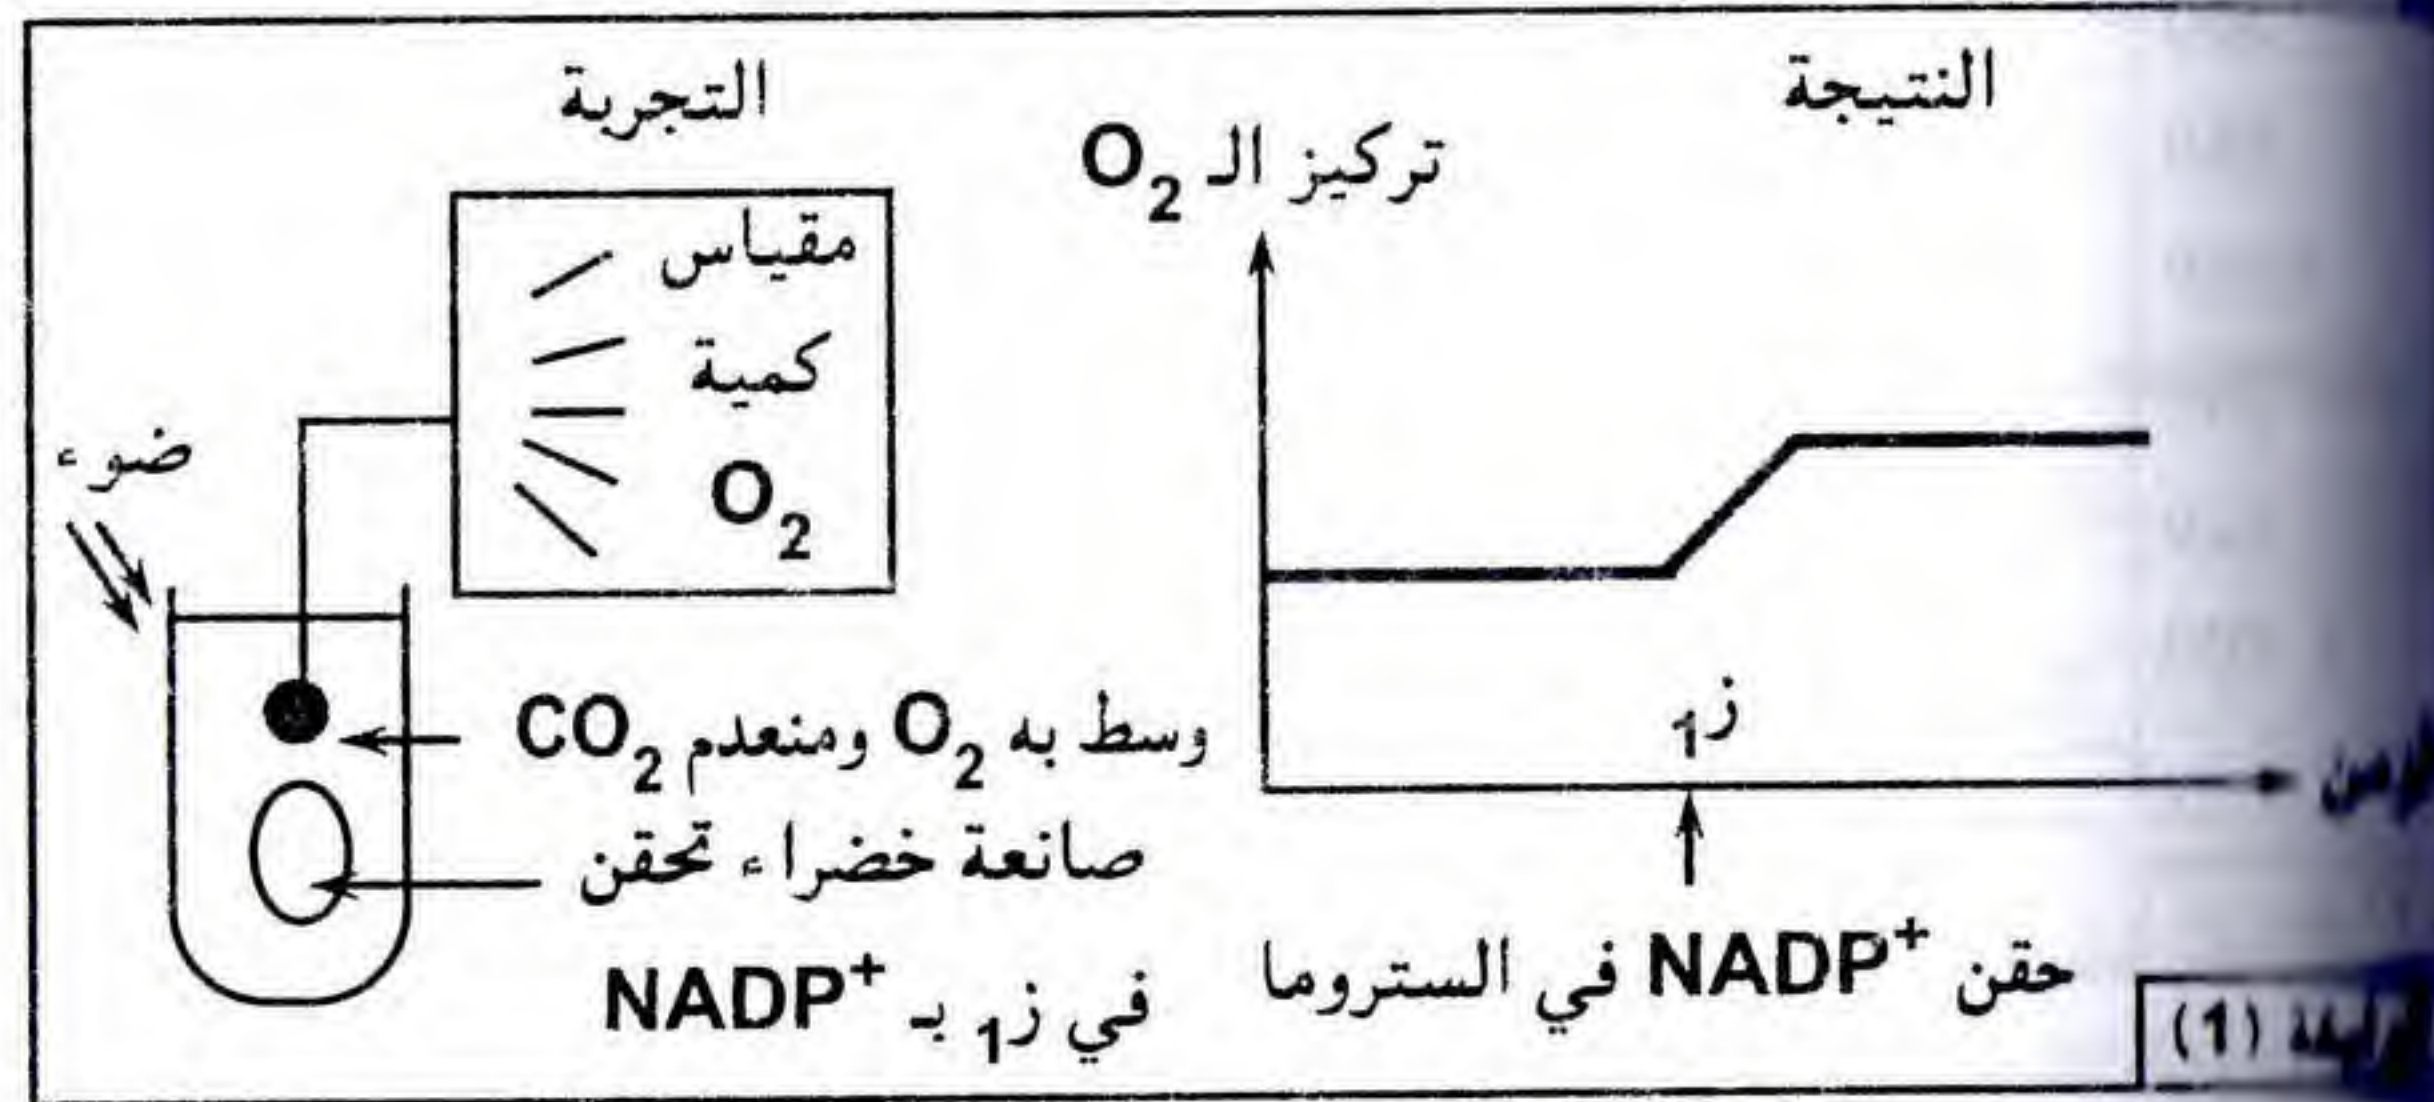 النتيجة
التجربة
تركيز الـ O₂
مقياس
كمية
O₂
ضوء
ز₁
وسط به O₂ ومنعدم CO₂
صانعة خضراء تحقن
في ز₁ بـ NADP⁺
حقن NADP⁺ في الستروما
(1)